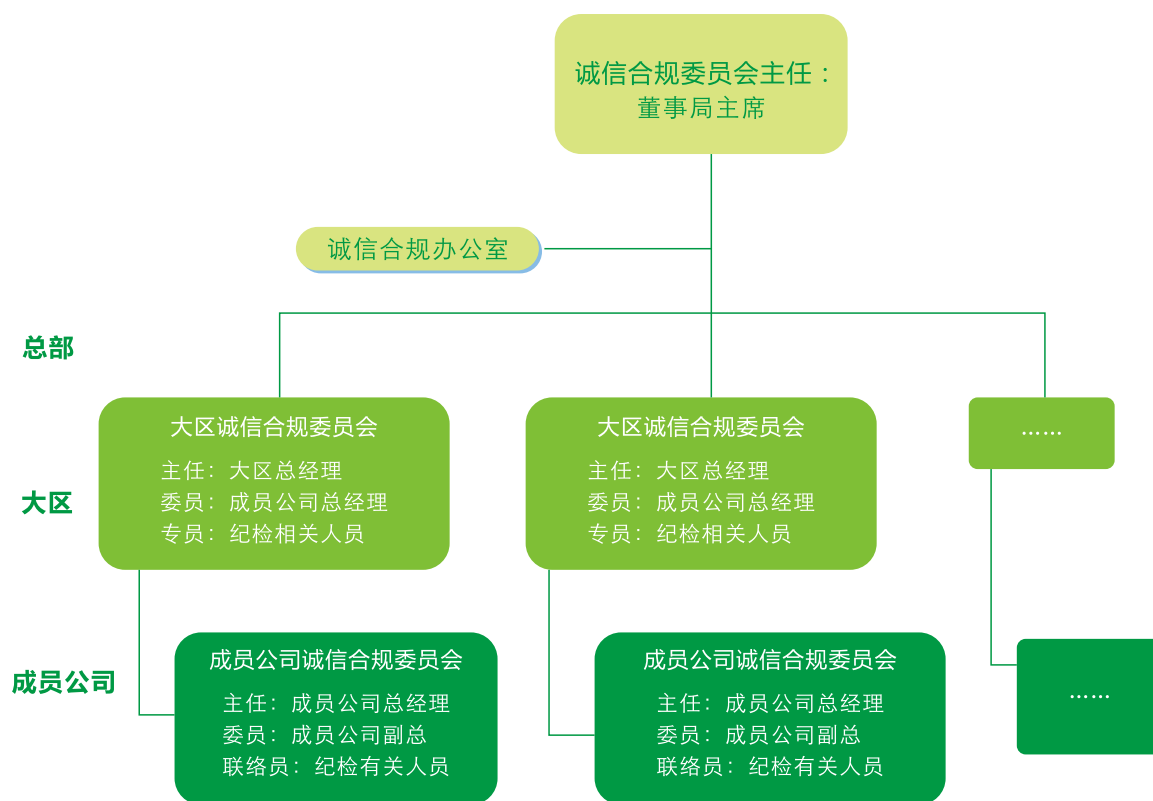 诚信合规委员会主任：
董事局主席
诚信合规办公室
总部
大区诚信合规委员会
主任：大区总经理
委员：成员公司总经理
专员：纪检相关人员
大区诚信合规委员会
主任：大区总经理
委员：成员公司总经理
专员：纪检相关人员
……
大区
成员公司诚信合规委员会
主任：成员公司总经理
委员：成员公司副总
联络员：纪检有关人员
成员公司诚信合规委员会
主任：成员公司总经理
委员：成员公司副总
联络员：纪检有关人员
……
成员公司